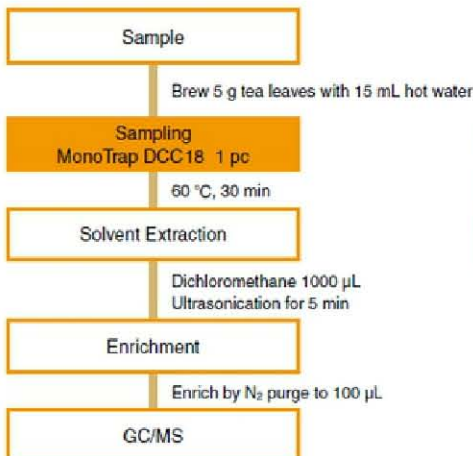 Sample
Brew 5 g tea leaves with 15 mL hot water
Sampling
MonoTrap DCC18 1 pc
60 °C, 30 min
Solvent Extraction
Dichloromethane 1000 µL
Ultrasonication for 5 min
Enrichment
Enrich by N₂ purge to 100 µL
GC/MS